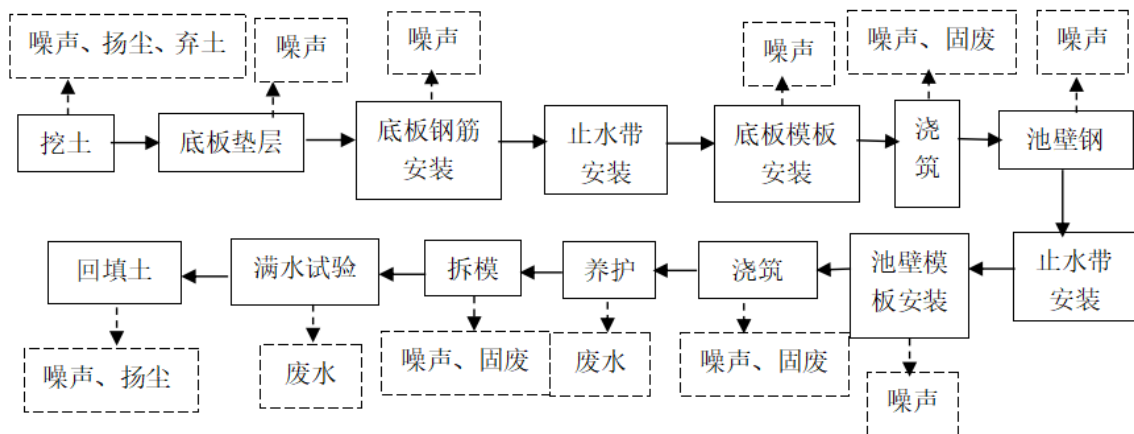 噪声、扬尘、弃土
噪声
噪声
噪声
噪声、固废
噪声
挖土
底板垫层
底板钢筋
安装
止水带
安装
底板模板
安装
浇
筑
池壁钢
回填土
满水试验
拆模
养护
浇筑
池壁模
板安装
止水带
安装
噪声、扬尘
废水
噪声、固废
废水
噪声、固废
噪声